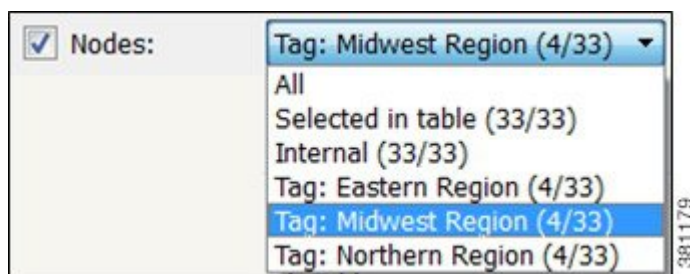 Nodes: Tag: Midwest Region (4/33)
All
Selected in table (33/33)
Internal (33/33)
Tag: Eastern Region (4/33)
Tag: Midwest Region (4/33)
Tag: Northern Region (4/33)
381179